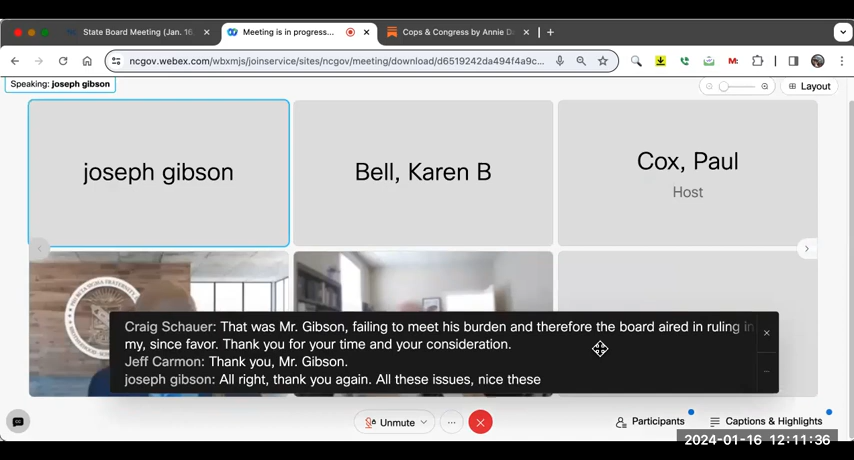 State Board Meeting (Jan. 16,
Meeting is in progress...
Cops & Congress by Annie D
ncgov.webex.com/wbxmjs/joinservice/sites/ncgov/meeting/download/d6519242da494f4a9c...
Speaking: joseph gibson
Layout
joseph gibson
Bell, Karen B
Cox, Paul
Host
Craig Schauer: That was Mr. Gibson, failing to meet his burden and therefore the board aired in ruling in
my, since favor. Thank you for your time and your consideration.
Jeff Carmon: Thank you, Mr. Gibson.
joseph gibson: All right, thank you again. All these issues, nice these
Unmute
Participants
Captions & Highlights
2024-01-16 12:11:36